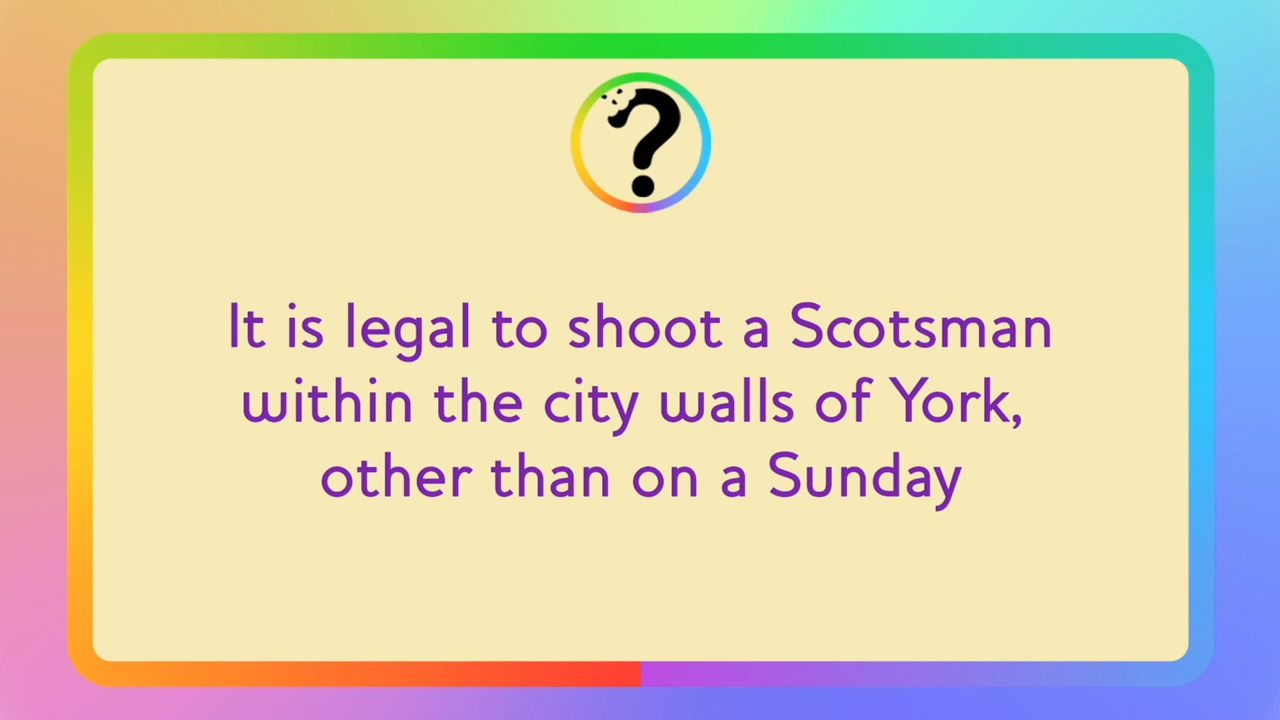 ?
It is legal to shoot a Scotsman
within the city walls of York,
other than on a Sunday